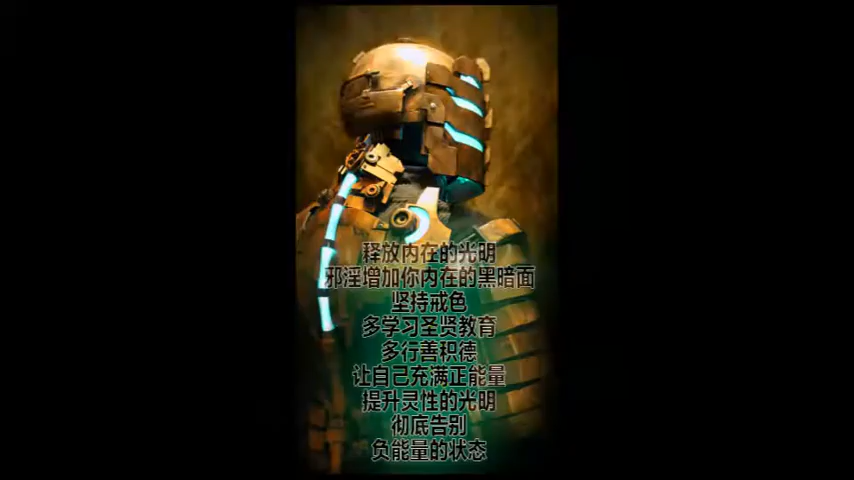 释放内在的光明
邪淫增加你内在的黑暗面
坚持戒色
多学习圣贤教育
多行善积德
让自己充满正能量
提升灵性的光明
彻底告别
负能量的状态